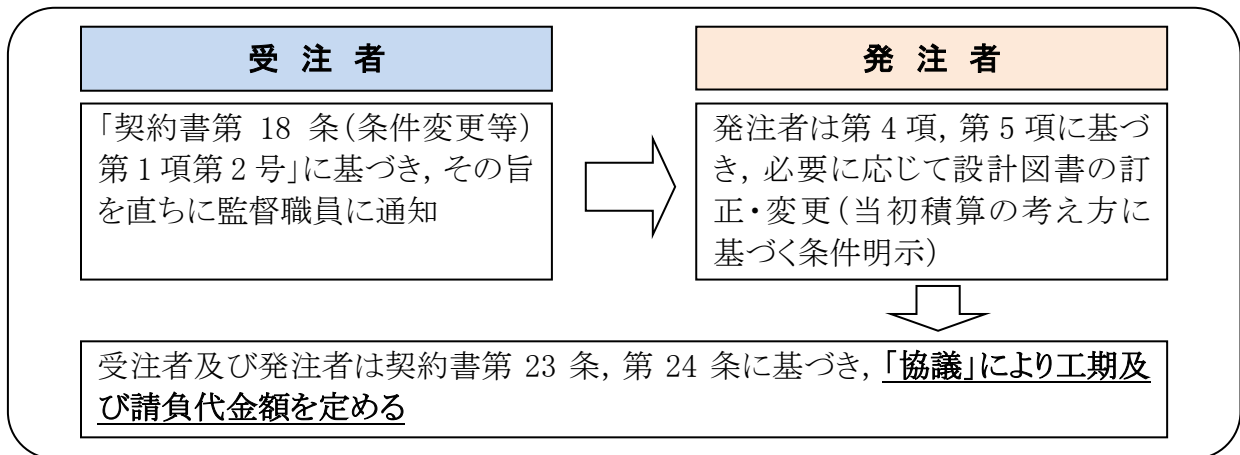 受 注 者
「契約書第 18 条(条件変更等)
第1項第2号」に基づき, その旨
を直ちに監督職員に通知
発 注 者
発注者は第4項, 第5項に基づ
き, 必要に応じて設計図書の訂
正・変更(当初積算の考え方に
基づく条件明示)
受注者及び発注者は契約書第 23 条, 第 24 条に基づき, 「協議」により工期及
び請負代金額を定める